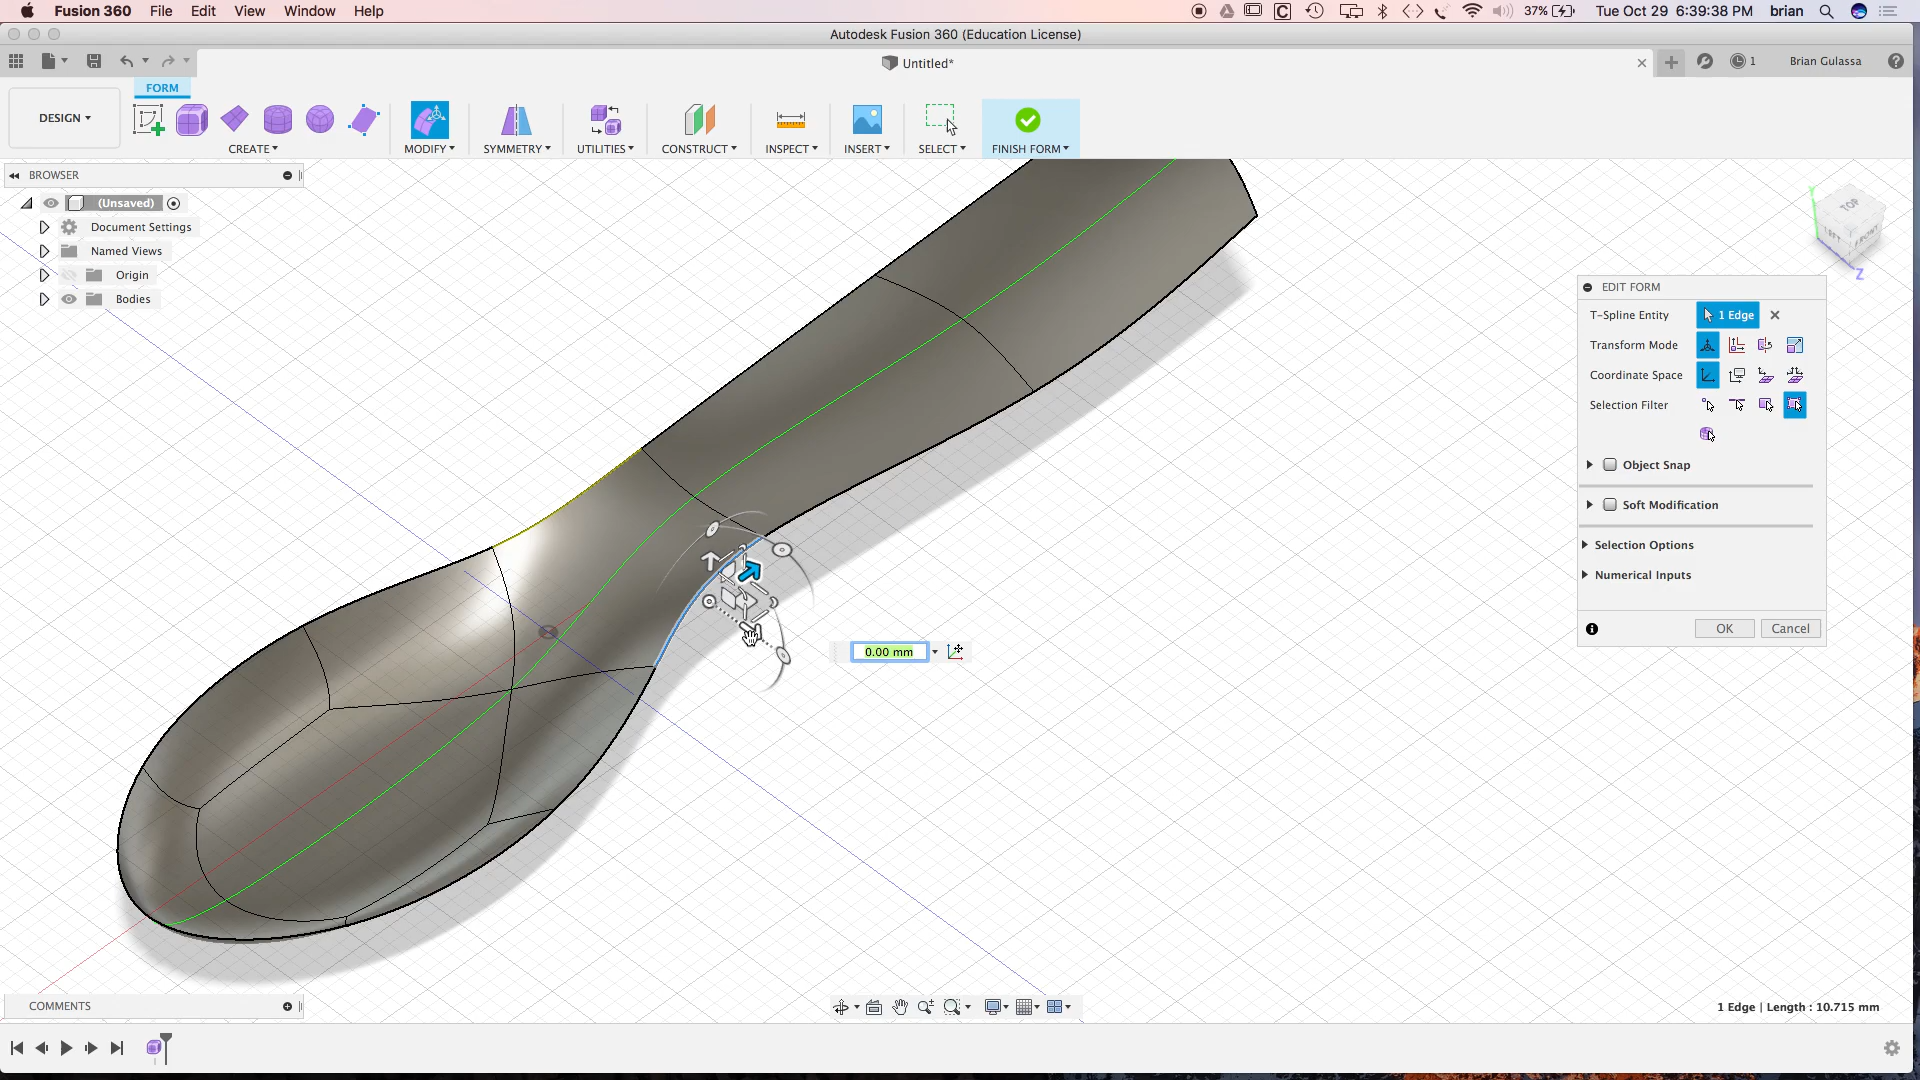 Fusion 360 File Edit View Window Help 37% Tue Oct 29 6:39:38 PM brian
Autodesk Fusion 360 (Education License)
Untitled* 1 Brian Gulassa
FORM
DESIGN
CREATE MODIFY SYMMETRY UTILITIES CONSTRUCT INSPECT INSERT SELECT FINISH FORM
BROWSER
(Unsaved)
Document Settings
Named Views
Origin
Bodies
TOP
LEFT FRONT
Y
Z
EDIT FORM
T-Spline Entity 1 Edge
Transform Mode
Coordinate Space
Selection Filter
Object Snap
Soft Modification
Selection Options
Numerical Inputs
OK Cancel
0.00 mm
COMMENTS
1 Edge | Length : 10.715 mm